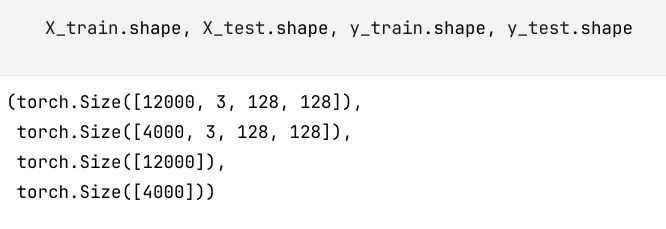 X_train.shape, X_test.shape, y_train.shape, y_test.shape
(torch.Size([12000, 3, 128, 128]),
torch.Size([4000, 3, 128, 128]),
torch.Size([12000]),
torch.Size([4000]))